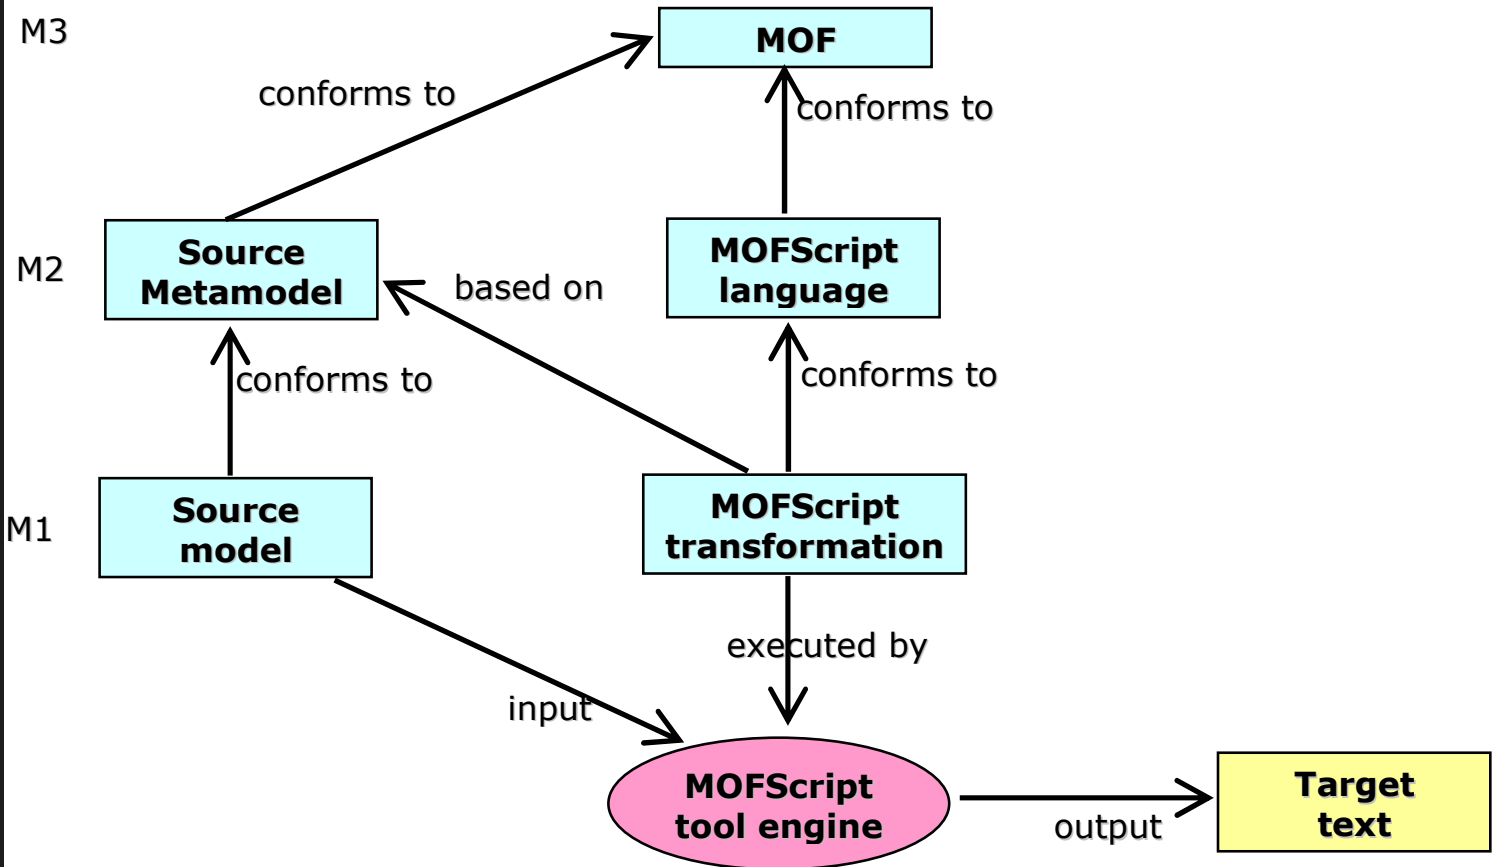 M3
MOF
conforms to
conforms to
Source
Metamodel
MOFScript
language
M2
based on
conforms to
conforms to
Source
model
MOFScript
transformation
M1
executed by
input
MOFScript
tool engine
Target
text
output